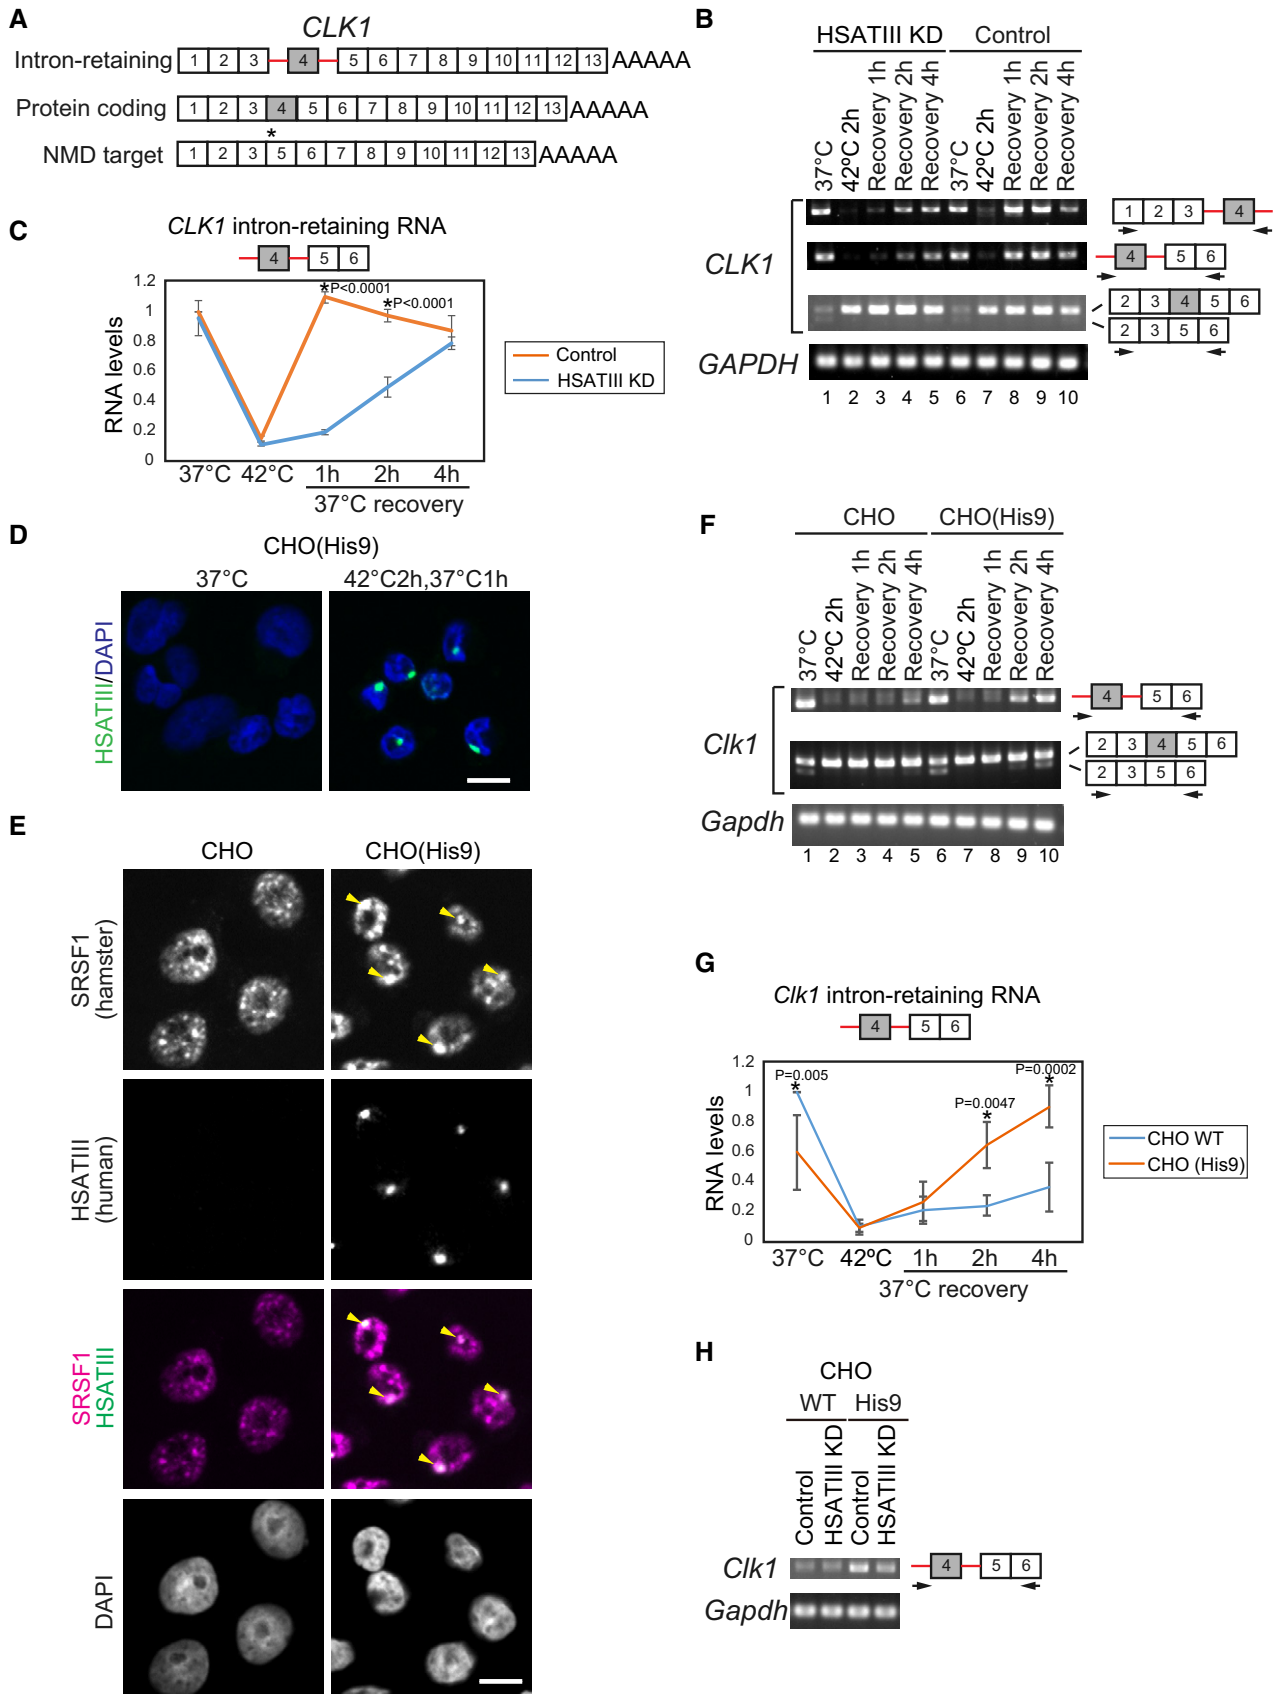 A
CLK1
Intron-retaining 1 2 3 4 5 6 7 8 9 10 11 12 13 AAAAA
Protein coding 1 2 3 4 5 6 7 8 9 10 11 12 13 AAAAA
*
NMD target 1 2 3 5 6 7 8 9 10 11 12 13 AAAAA
B
HSATIII KD Control
37°C 42ºC 2h Recovery 1h Recovery 2h Recovery 4h 37°C 42ºC 2h Recovery 1h Recovery 2h Recovery 4h
CLK1
1 2 3 4
4 5 6
2 3 4 5 6
2 3 5 6
GAPDH
1 2 3 4 5 6 7 8 9 10
C
CLK1 intron-retaining RNA
4 5 6
RNA levels
1.2
1
0.8
0.6
0.4
0.2
0
*P<0.0001
*P<0.0001
Control
HSATIII KD
37°C 42°C 1h 2h 4h
37°C recovery
D
CHO(His9)
37°C 42°C2h,37°C1h
HSATIII/DAPI
E
CHO CHO(His9)
SRSF1
(hamster)
HSATIII
(human)
SRSF1
HSATIII
DAPI
F
CHO CHO(His9)
37°C 42ºC 2h Recovery 1h Recovery 2h Recovery 4h 37°C 42ºC 2h Recovery 1h Recovery 2h Recovery 4h
Clk1
4 5 6
2 3 4 5 6
2 3 5 6
Gapdh
1 2 3 4 5 6 7 8 9 10
G
Clk1 intron-retaining RNA
4 5 6
RNA levels
1.2
1
0.8
0.6
0.4
0.2
0
P=0.005
*
P=0.0047
*
P=0.0002
*
CHO WT
CHO (His9)
37°C 42ºC 1h 2h 4h
37°C recovery
H
CHO
WT His9
Control HSATIII KD Control HSATIII KD
Clk1
4 5 6
Gapdh